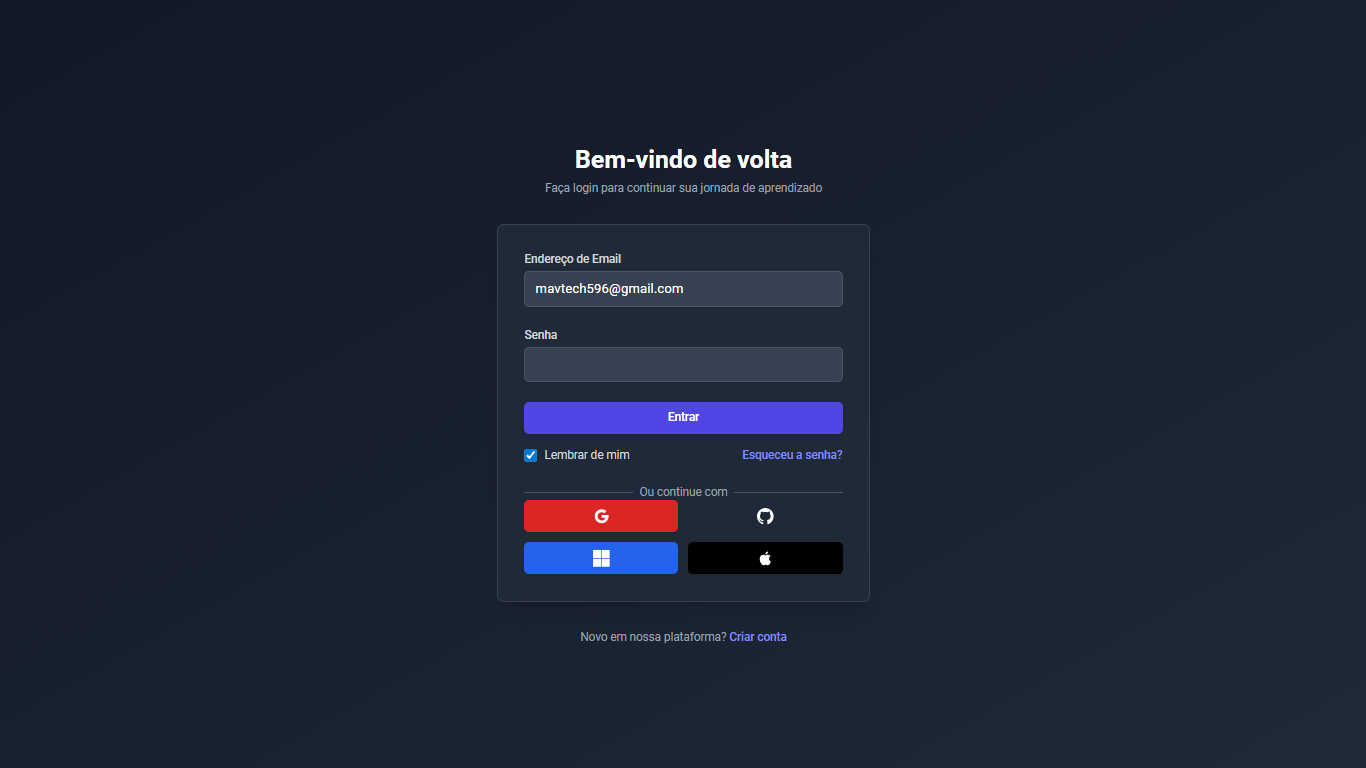 Bem-vindo de volta
Faça login para continuar sua jornada de aprendizado
Endereço de Email
mavtech596@gmail.com
Senha
Entrar
Lembrar de mim
Esqueceu a senha?
Ou continue com
Novo em nossa plataforma? Criar conta